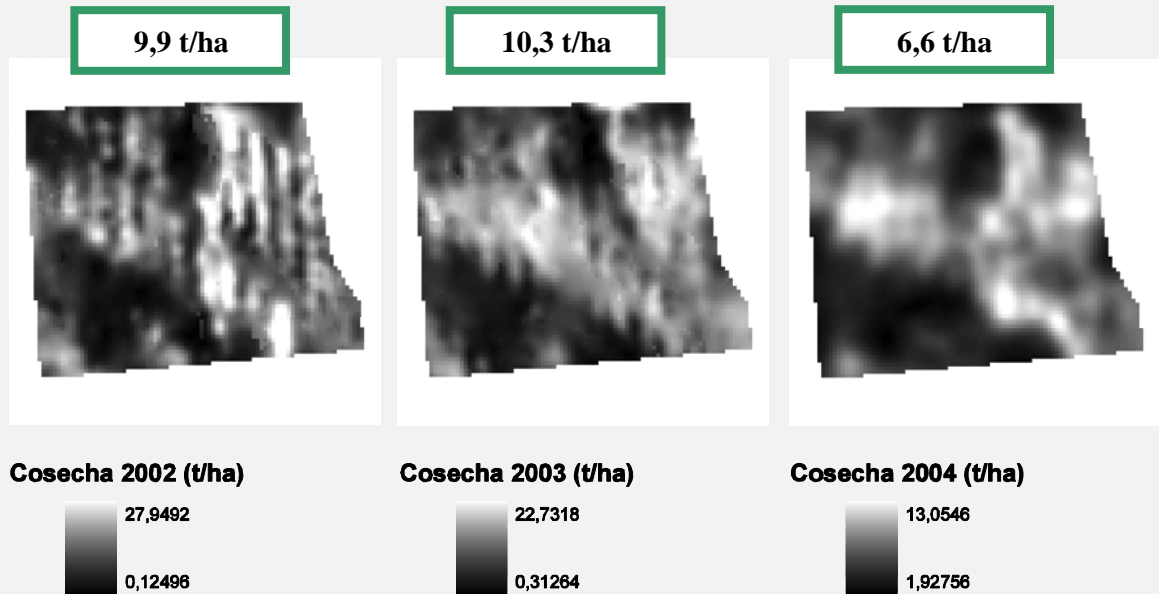 9,9 t/ha
10,3 t/ha
6,6 t/ha
Cosecha 2002 (t/ha)
27,9492
0,12496
Cosecha 2003 (t/ha)
22,7318
0,31264
Cosecha 2004 (t/ha)
13,0546
1,92756